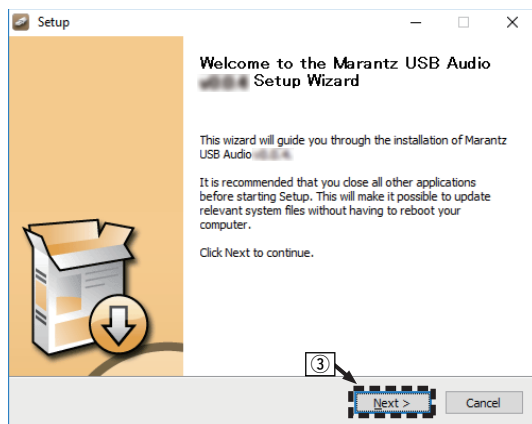 Setup
Welcome to the Marantz USB Audio
Setup Wizard
This wizard will guide you through the installation of Marantz
USB Audio
It is recommended that you close all other applications
before starting Setup. This will make it possible to update
relevant system files without having to reboot your
computer.
Click Next to continue.
③
Next >
Cancel